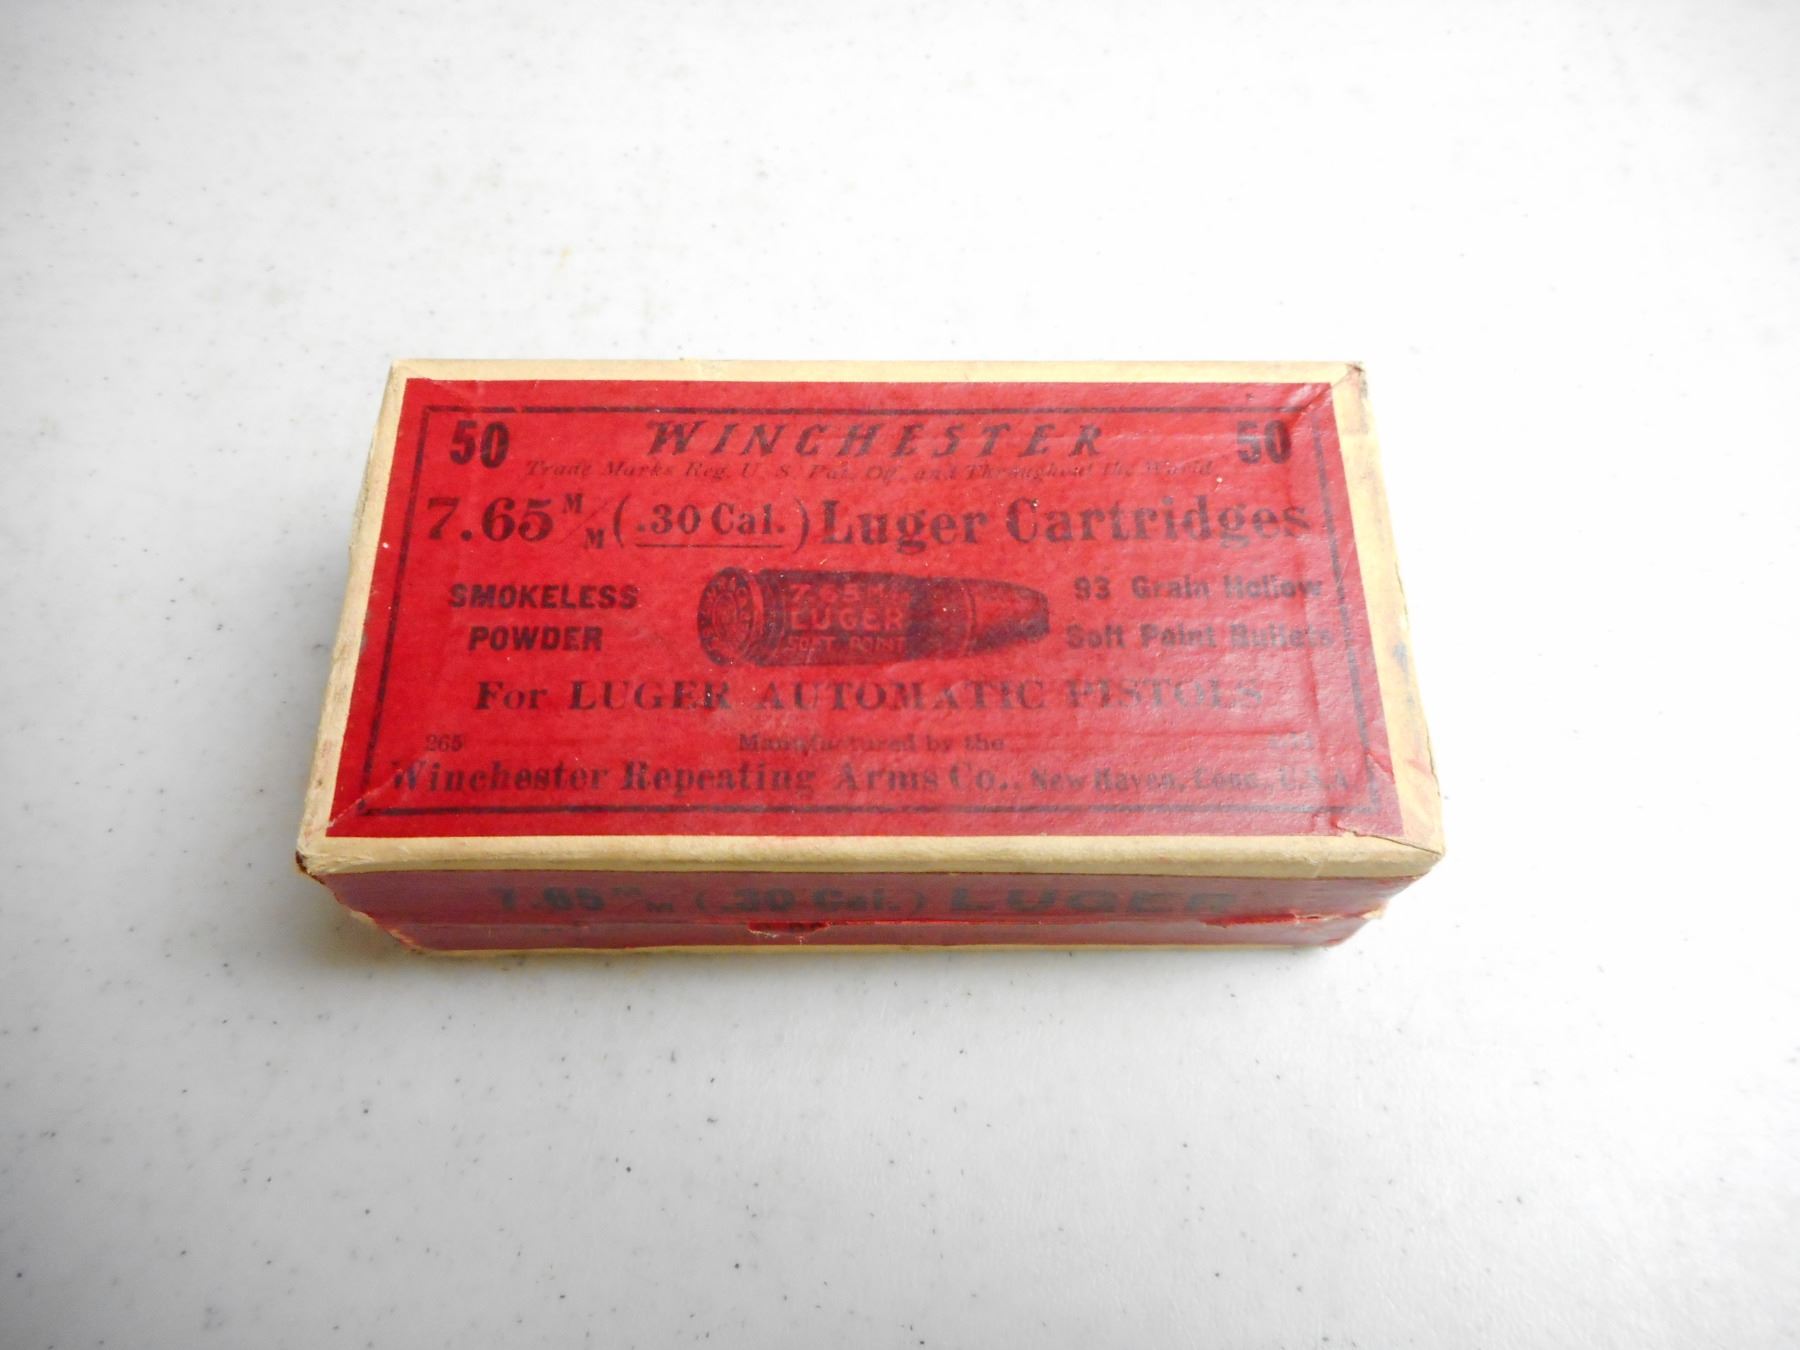 50 WINCHESTER 50
Trade Marks Reg. U. S. Pat. Off. and Throughout the World.
7.65 M/M (.30 Cal.) Luger Cartridges
SMOKELESS
POWDER
7.65 M/M
LUGER
SOFT POINT
93 Grain Hollow
Soft Point Bullets
For LUGER AUTOMATIC PISTOLS
265 Manufactured by the
Winchester Repeating Arms Co., New Haven, Conn., U.S.A.
7.65 M/M (.30 Cal.) LUGER